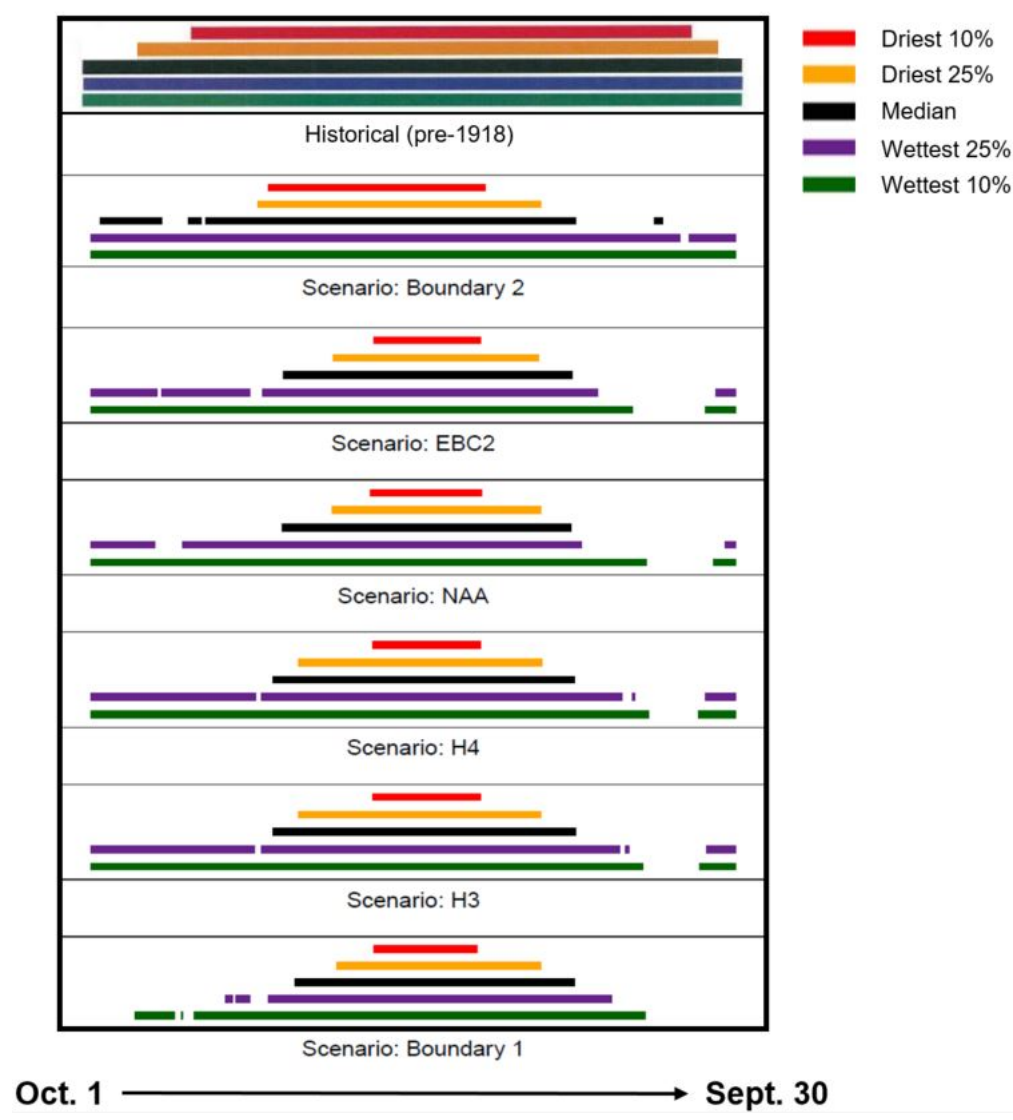 Driest 10%
Driest 25%
Median
Wettest 25%
Wettest 10%
Historical (pre-1918)
Scenario: Boundary 2
Scenario: EBC2
Scenario: NAA
Scenario: H4
Scenario: H3
Scenario: Boundary 1
Oct. 1
Sept. 30